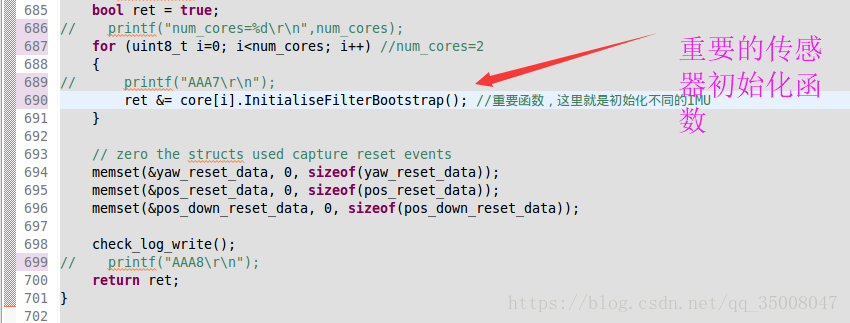 685 bool ret = true;
686 // printf("num_cores=%d\r\n",num_cores);
687 for (uint8_t i=0; i<num_cores; i++) //num_cores=2
688 {
689 // printf("AAA7\r\n");
690 ret &= core[i].InitialiseFilterBootstrap(); //重要函数，这里就是初始化不同的IMU
691 }
692
693 // zero the structs used capture reset events
694 memset(&yaw_reset_data, 0, sizeof(yaw_reset_data));
695 memset(&pos_reset_data, 0, sizeof(pos_reset_data));
696 memset(&pos_down_reset_data, 0, sizeof(pos_down_reset_data));
697
698 check_log_write();
699 // printf("AAA8\r\n");
700 return ret;
701 }
702
重要的传感
器初始化函
数
https://blog.csdn.net/qq_35008047